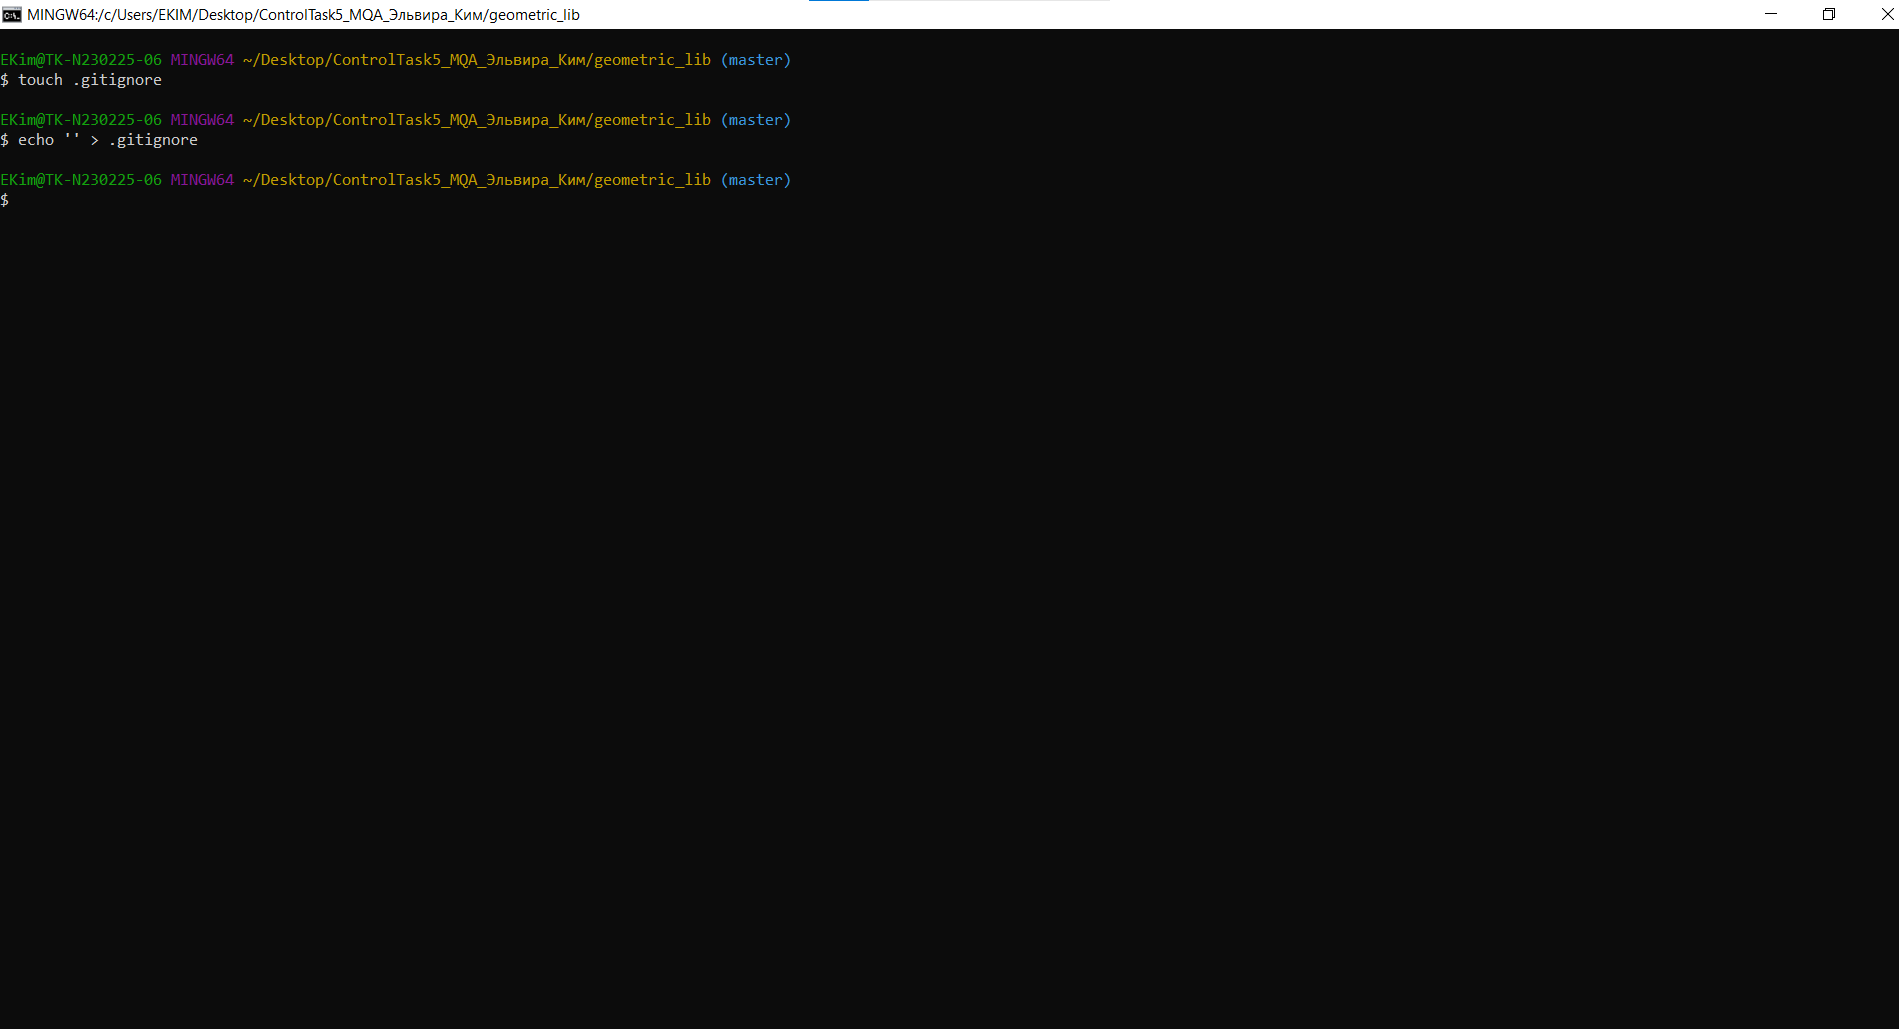 MINGW64:/c/Users/EKIM/Desktop/ControlTask5_MQA_Эльвира_Ким/geometric_lib
EKim@TK-N230225-06 MINGW64 ~/Desktop/ControlTask5_MQA_Эльвира_Ким/geometric_lib (master)
$ touch .gitignore
EKim@TK-N230225-06 MINGW64 ~/Desktop/ControlTask5_MQA_Эльвира_Ким/geometric_lib (master)
$ echo '' > .gitignore
EKim@TK-N230225-06 MINGW64 ~/Desktop/ControlTask5_MQA_Эльвира_Ким/geometric_lib (master)
$